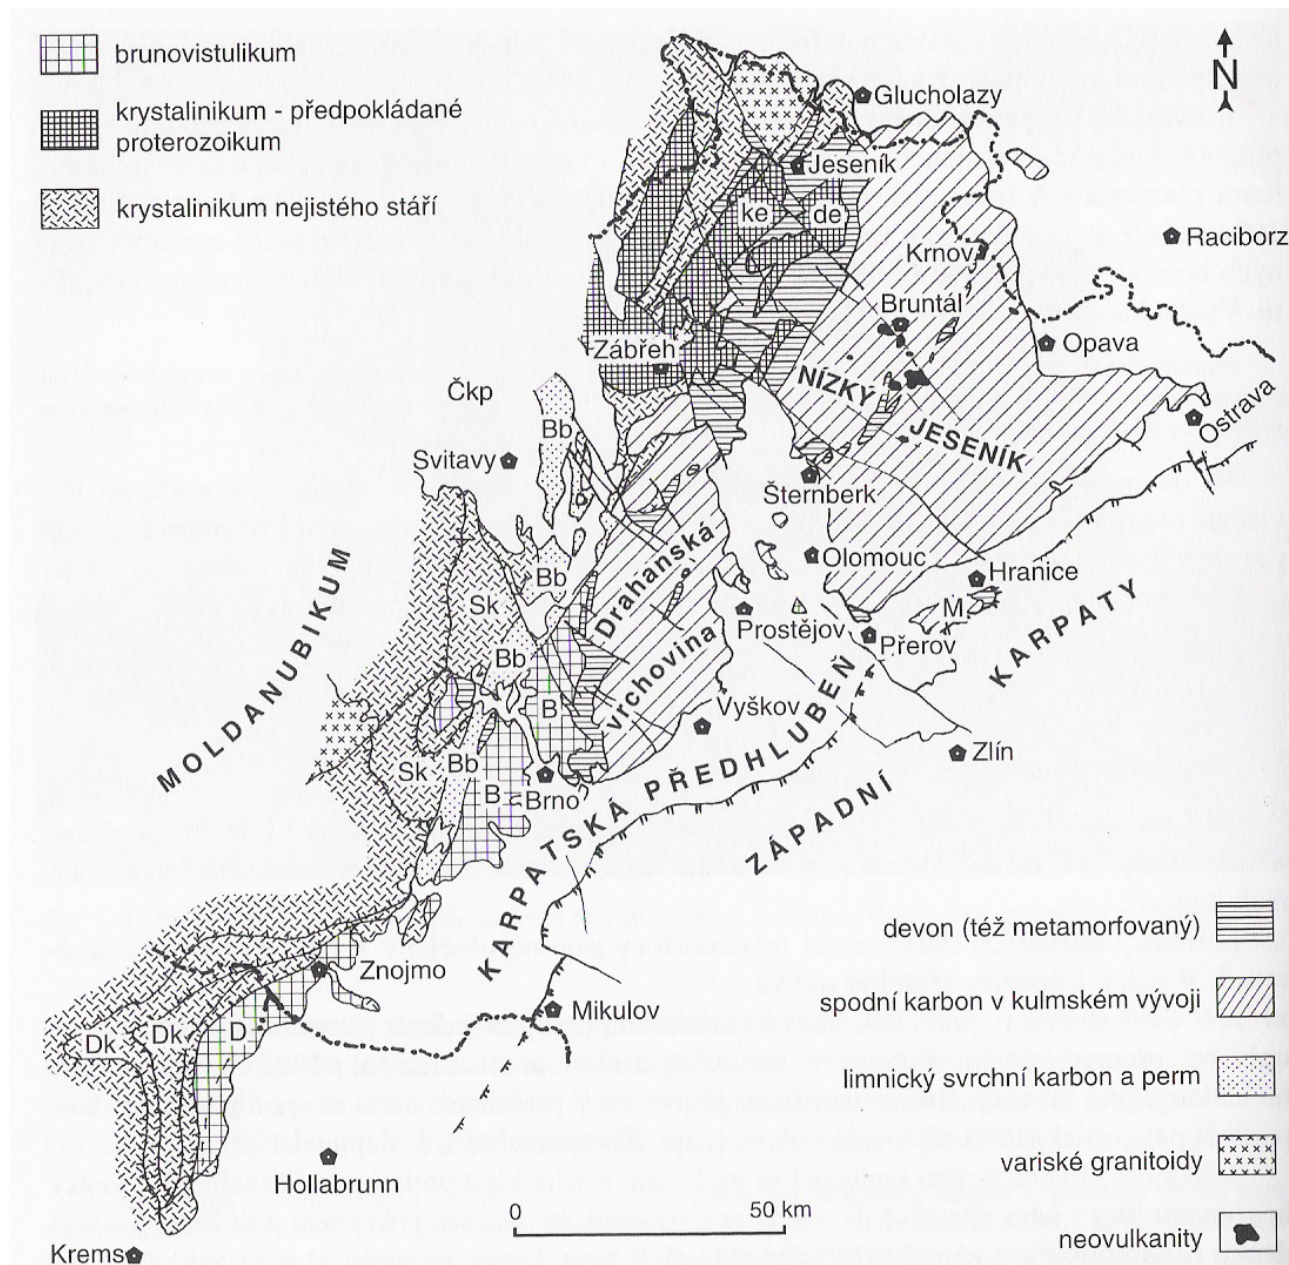 brunovistulikum
krystalinikum - předpokládané
proterozoikum
krystalinikum nejistého stáří
N
Glucholazy
Jeseník
ke
de
Raciborz
Krnov
Bruntál
Opava
Zábřeh
NÍZKÝ
JESENÍK
Ostrava
Čkp
Bb
Svitavy
Šternberk
Olomouc
Hranice
Bb
Sk
Drahanská
vrchovina
M
Prostějov
Přerov
MOLDANUBIKUM
Bb
B
Vyškov
Zlín
Sk
Bb
B
Brno
KARPATSKÁ PŘEDHLUBEŇ
ZÁPADNÍ
KARPATY
devon (též metamorfovaný)
Znojmo
spodní karbon v kulmském vývoji
Mikulov
Dk
Dk
D
limnický svrchní karbon a perm
variské granitoidy
Hollabrunn
0
50 km
neovulkanity
Krems